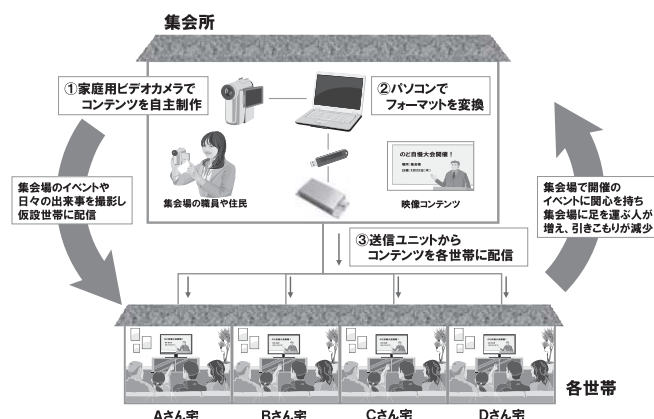 集会所
①家庭用ビデオカメラで
コンテンツを自主制作
②パソコンで
フォーマットを変換
集会場の職員や住民
のど自慢大会開催！
映像コンテンツ
集会場のイベントや
日々の出来事を撮影し
仮設世帯に配信
集会場で開催の
イベントに関心を持ち
集会場に足を運ぶ人が
増え、引きこもりが減少
③送信ユニットから
コンテンツを各世帯に配信
各世帯
Aさん宅
Bさん宅
Cさん宅
Dさん宅